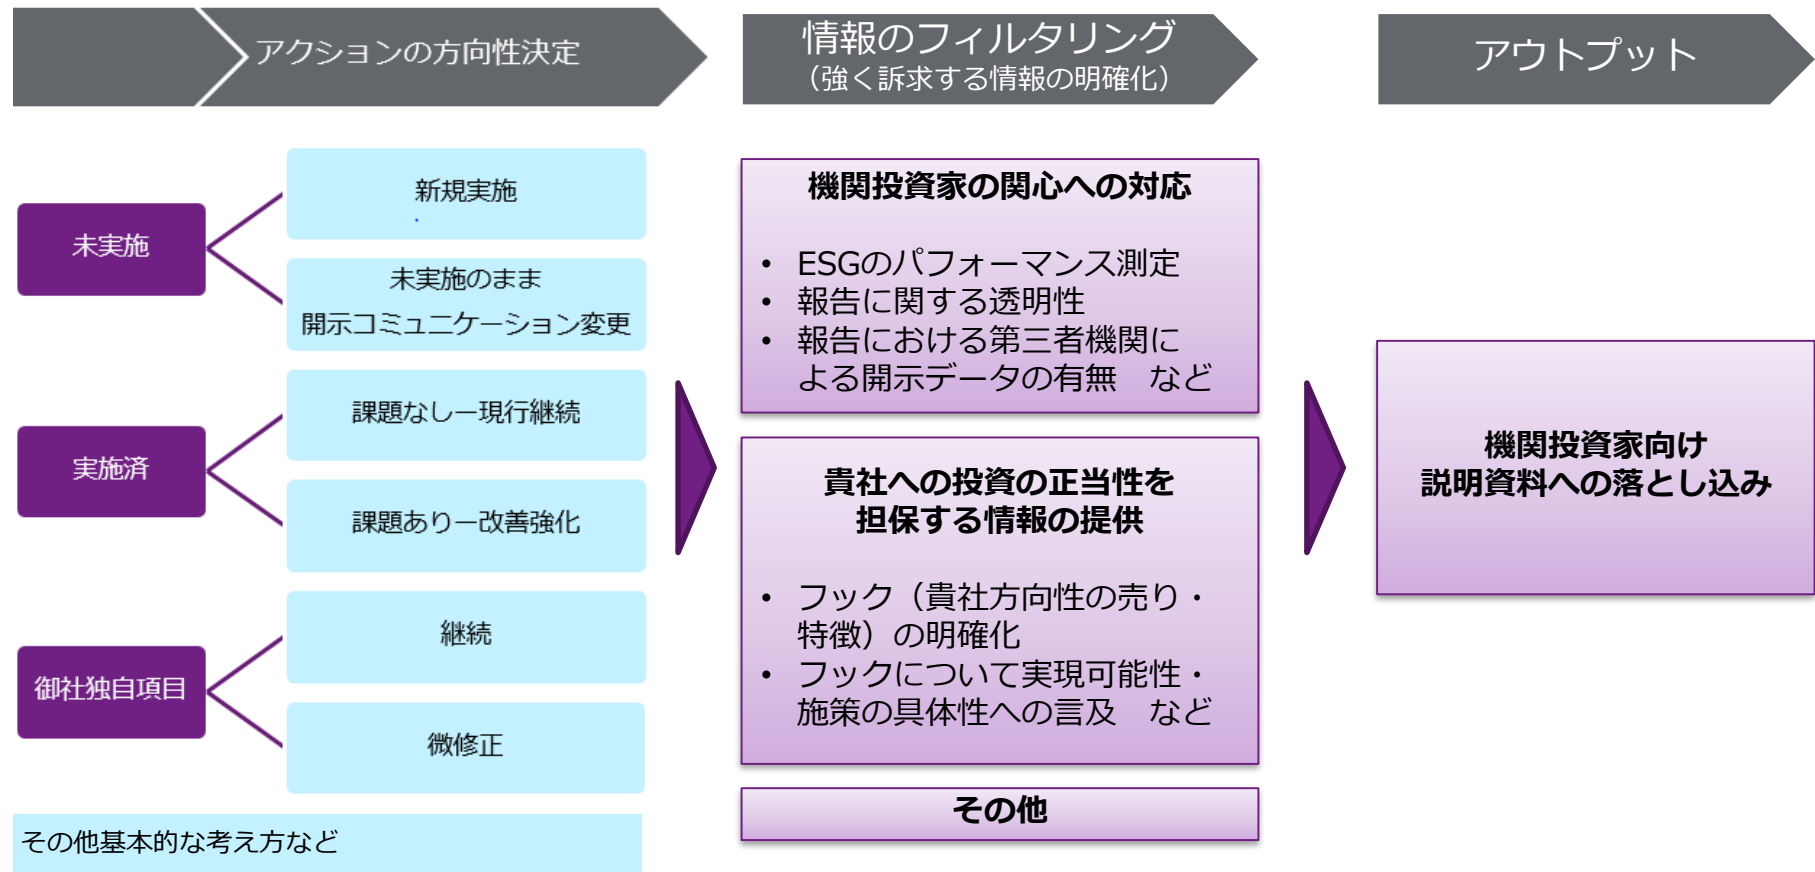 アクションの方向性決定
情報のフィルタリング
（強く訴求する情報の明確化）
アウトプット
未実施
新規実施
未実施のまま
開示コミュニケーション変更
実施済
課題なしー現行継続
課題ありー改善強化
御社独自項目
継続
微修正
その他基本的な考え方など
機関投資家の関心への対応
• ESGのパフォーマンス測定
• 報告に関する透明性
• 報告における第三者機関に
よる開示データの有無　など
貴社への投資の正当性を
担保する情報の提供
• フック（貴社方向性の売り・
特徴）の明確化
• フックについて実現可能性・
施策の具体性への言及　など
その他
機関投資家向け
説明資料への落とし込み